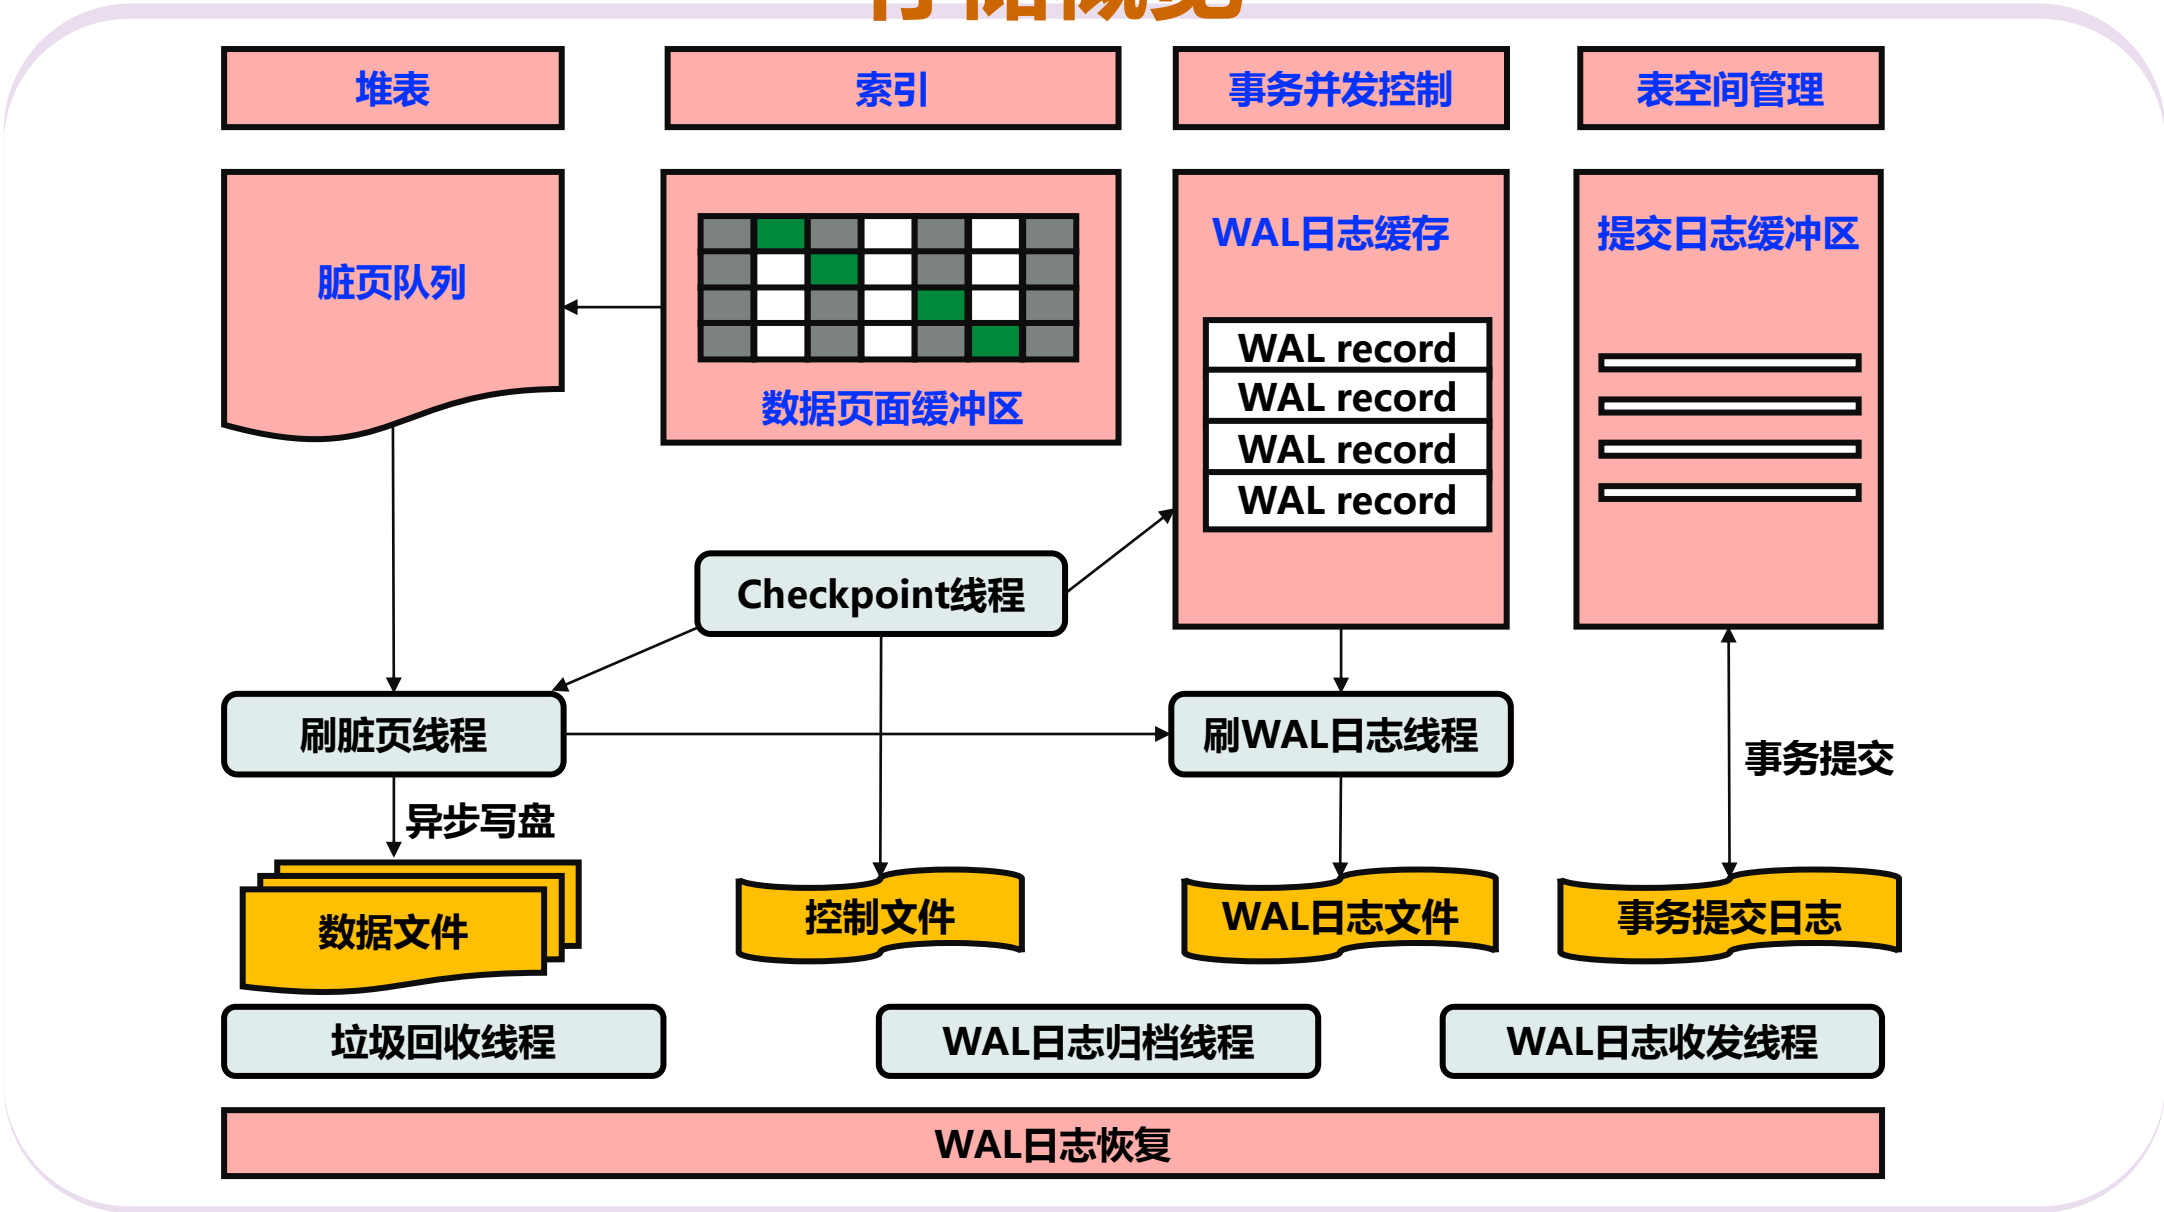 存储概览
堆表
索引
事务并发控制
表空间管理
脏页队列
数据页面缓冲区
WAL日志缓存
WAL record
WAL record
WAL record
WAL record
提交日志缓冲区
Checkpoint线程
刷脏页线程
刷WAL日志线程
事务提交
异步写盘
数据文件
控制文件
WAL日志文件
事务提交日志
垃圾回收线程
WAL日志归档线程
WAL日志收发线程
WAL日志恢复